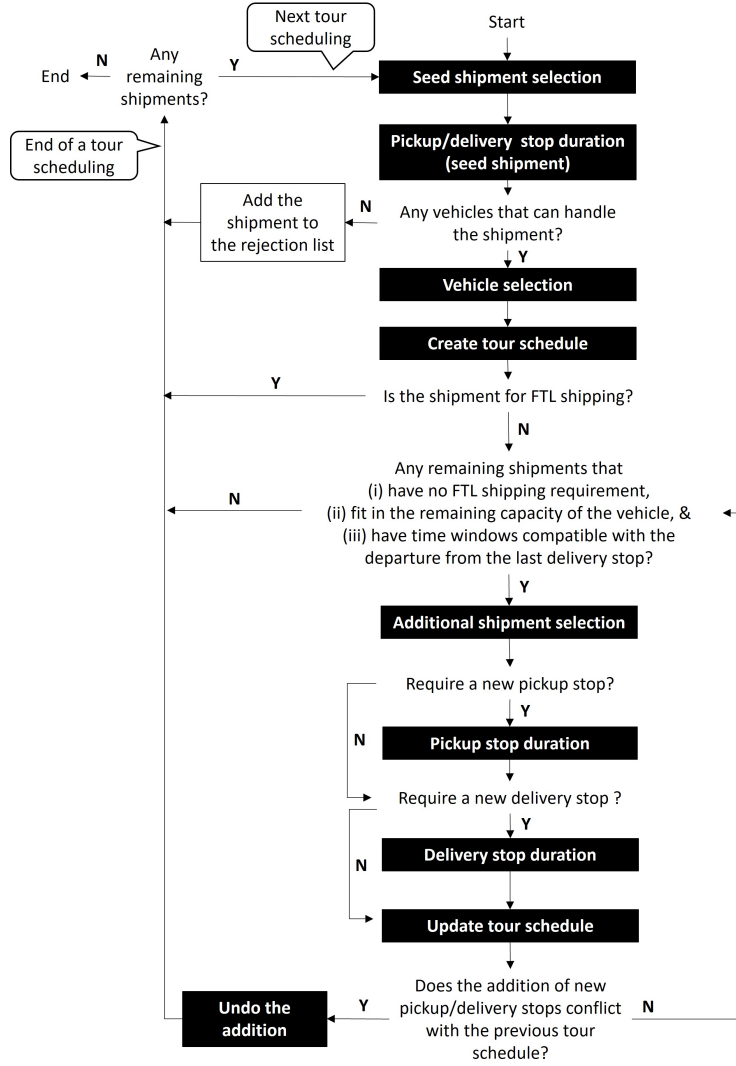 Next tour
scheduling
Start
End
N
Any
remaining
shipments?
Y
Seed shipment selection
End of a tour
scheduling
Pickup/delivery stop duration
(seed shipment)
Add the
shipment to
the rejection list
N
Any vehicles that can handle
the shipment?
Y
Vehicle selection
Create tour schedule
Y
Is the shipment for FTL shipping?
N
Any remaining shipments that
(i) have no FTL shipping requirement,
(ii) fit in the remaining capacity of the vehicle, &
(iii) have time windows compatible with the
departure from the last delivery stop?
N
Y
Additional shipment selection
Require a new pickup stop?
Y
N
Pickup stop duration
Require a new delivery stop ?
Y
N
Delivery stop duration
Update tour schedule
Does the addition of new
pickup/delivery stops conflict
with the previous tour
schedule?
Y
N
Undo the
addition